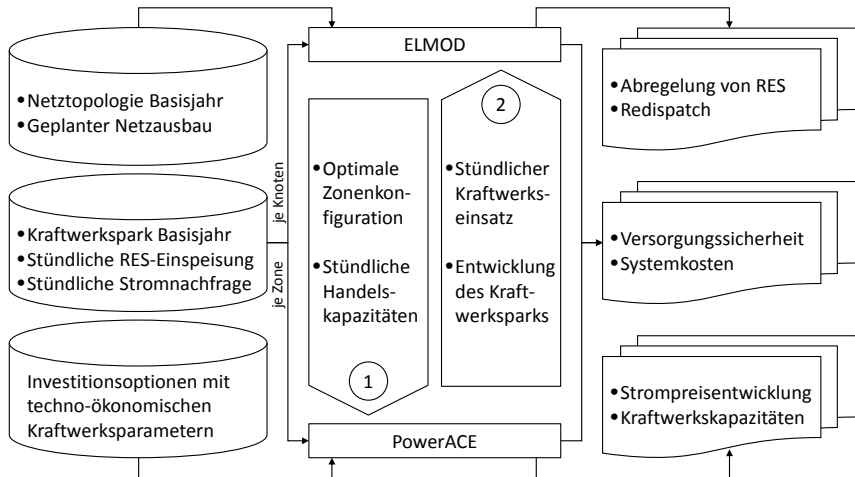 ELMOD
• Netztopologie Basisjahr
• Geplanter Netzausbau
• Kraftwerkspark Basisjahr
• Stündliche RES-Einspeisung
• Stündliche Stromnachfrage
Investitionsoptionen mit
techno-ökonomischen
Kraftwerksparametern
je Knoten
je Zone
• Optimale
Zonenkon-
figuration
• Stündliche
Handels-
kapazitäten
1
2
• Stündlicher
Kraftwerks-
einsatz
• Entwicklung
des Kraft-
werksparks
PowerACE
• Abregelung von RES
• Redispatch
• Versorgungssicherheit
• Systemkosten
• Strompreisentwicklung
• Kraftwerkskapazitäten